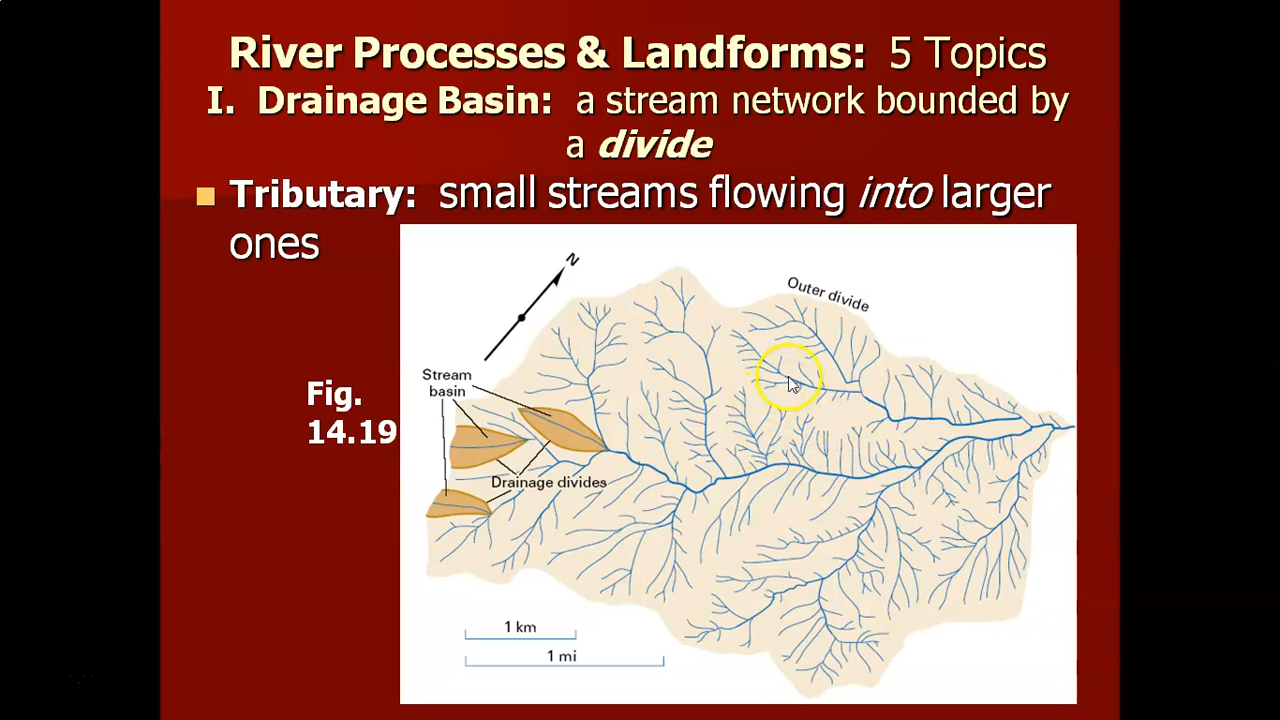 River Processes & Landforms: 5 Topics
I. Drainage Basin: a stream network bounded by
a divide
Tributary: small streams flowing into larger
ones
N
Outer divide
Stream
basin
Fig.
14.19
Drainage divides
1 km
1 mi